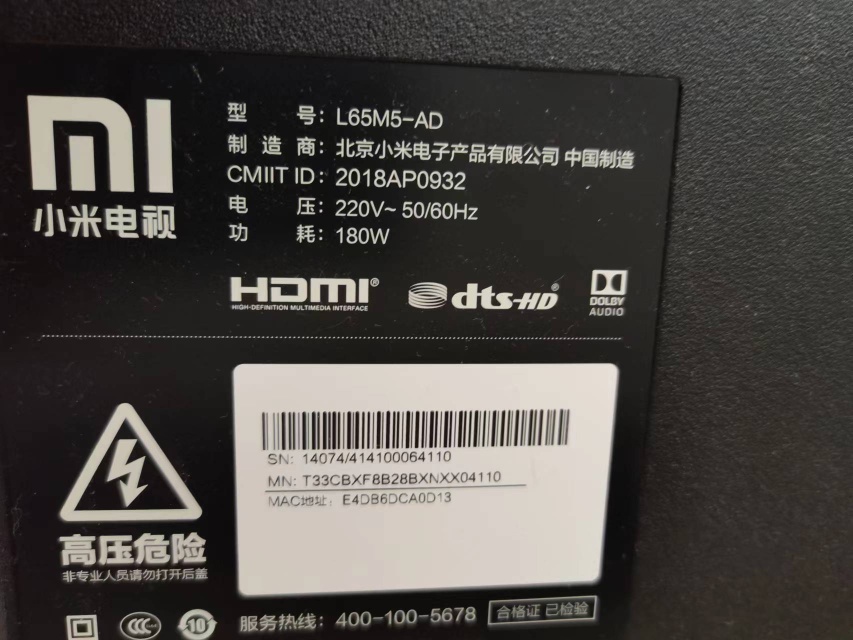 mi
小米电视
型 号: L65M5-AD
制 造 商: 北京小米电子产品有限公司 中国制造
CMIIT ID: 2018AP0932
电 压: 220V~ 50/60Hz
功 耗: 180W
HDMI®
HIGH-DEFINITION MULTIMEDIA INTERFACE
dts-HD®
DOLBY
AUDIO
SN: 14074/414100064110
MN: T33CBXF8B28BXNXX04110
MAC地址: E4DB6DCA0D13
高压危险
非专业人员请勿打开后盖
CCC
10
服务热线: 400-100-5678 合格证 已检验